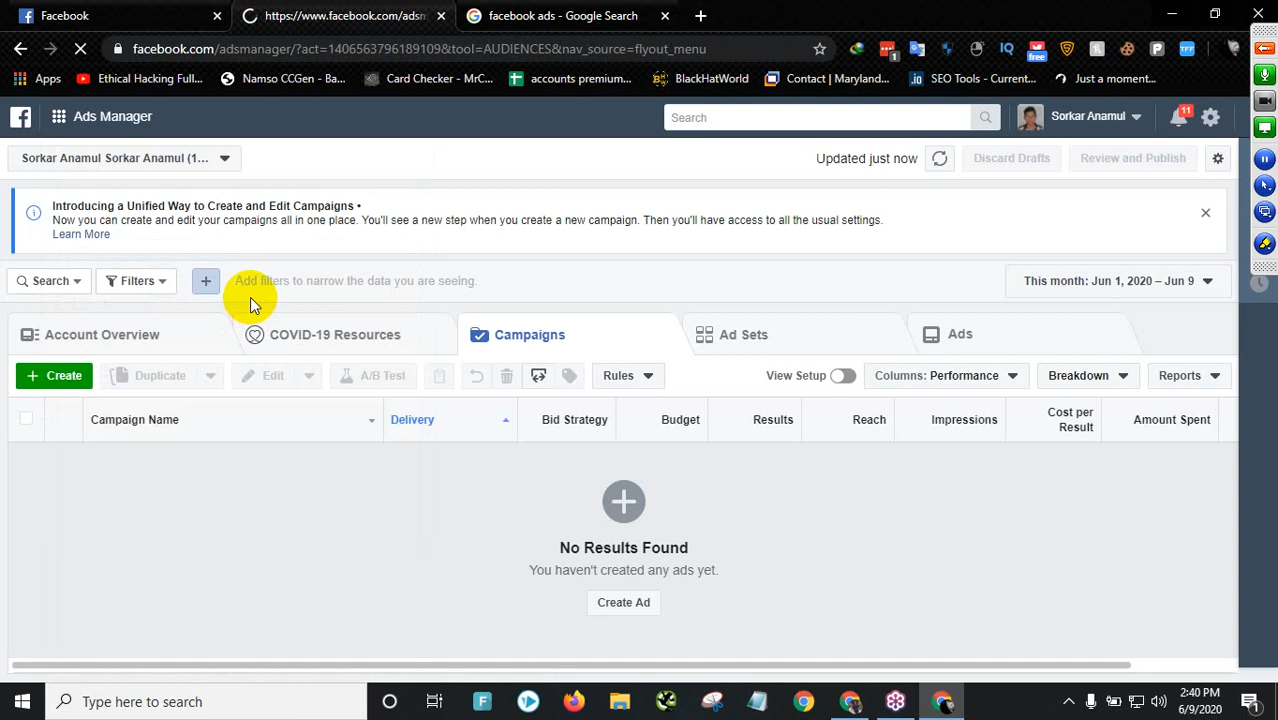 Facebook
https://www.facebook.com/adsm
facebook ads - Google Search
facebook.com/adsmanager/?act=1406563796189109&tool=AUDIENCES&nav_source=flyout_menu
1
IQ
free
TFF
Apps
Ethical Hacking Full...
Namso CCGen - Ba...
Card Checker - MrC...
accounts premium...
BlackHatWorld
Contact | Maryland...
.io
SEO Tools - Current...
Just a moment...
Ads Manager
Search
Sorkar Anamul
11
Sorkar Anamul Sorkar Anamul (1...
Updated just now
Discard Drafts
Review and Publish
Introducing a Unified Way to Create and Edit Campaigns •
Now you can create and edit your campaigns all in one place. You'll see a new step when you create a new campaign. Then you'll have access to all the usual settings.
Learn More
Search
Filters
Add filters to narrow the data you are seeing.
This month: Jun 1, 2020 – Jun 9
Account Overview
COVID-19 Resources
Campaigns
Ad Sets
Ads
Create
Duplicate
Edit
A/B Test
Rules
View Setup
Columns: Performance
Breakdown
Reports
Campaign Name
Delivery
Bid Strategy
Budget
Results
Reach
Impressions
Cost per
Result
Amount Spent
No Results Found
You haven't created any ads yet.
Create Ad
Type here to search
F
2:40 PM
6/9/2020
1